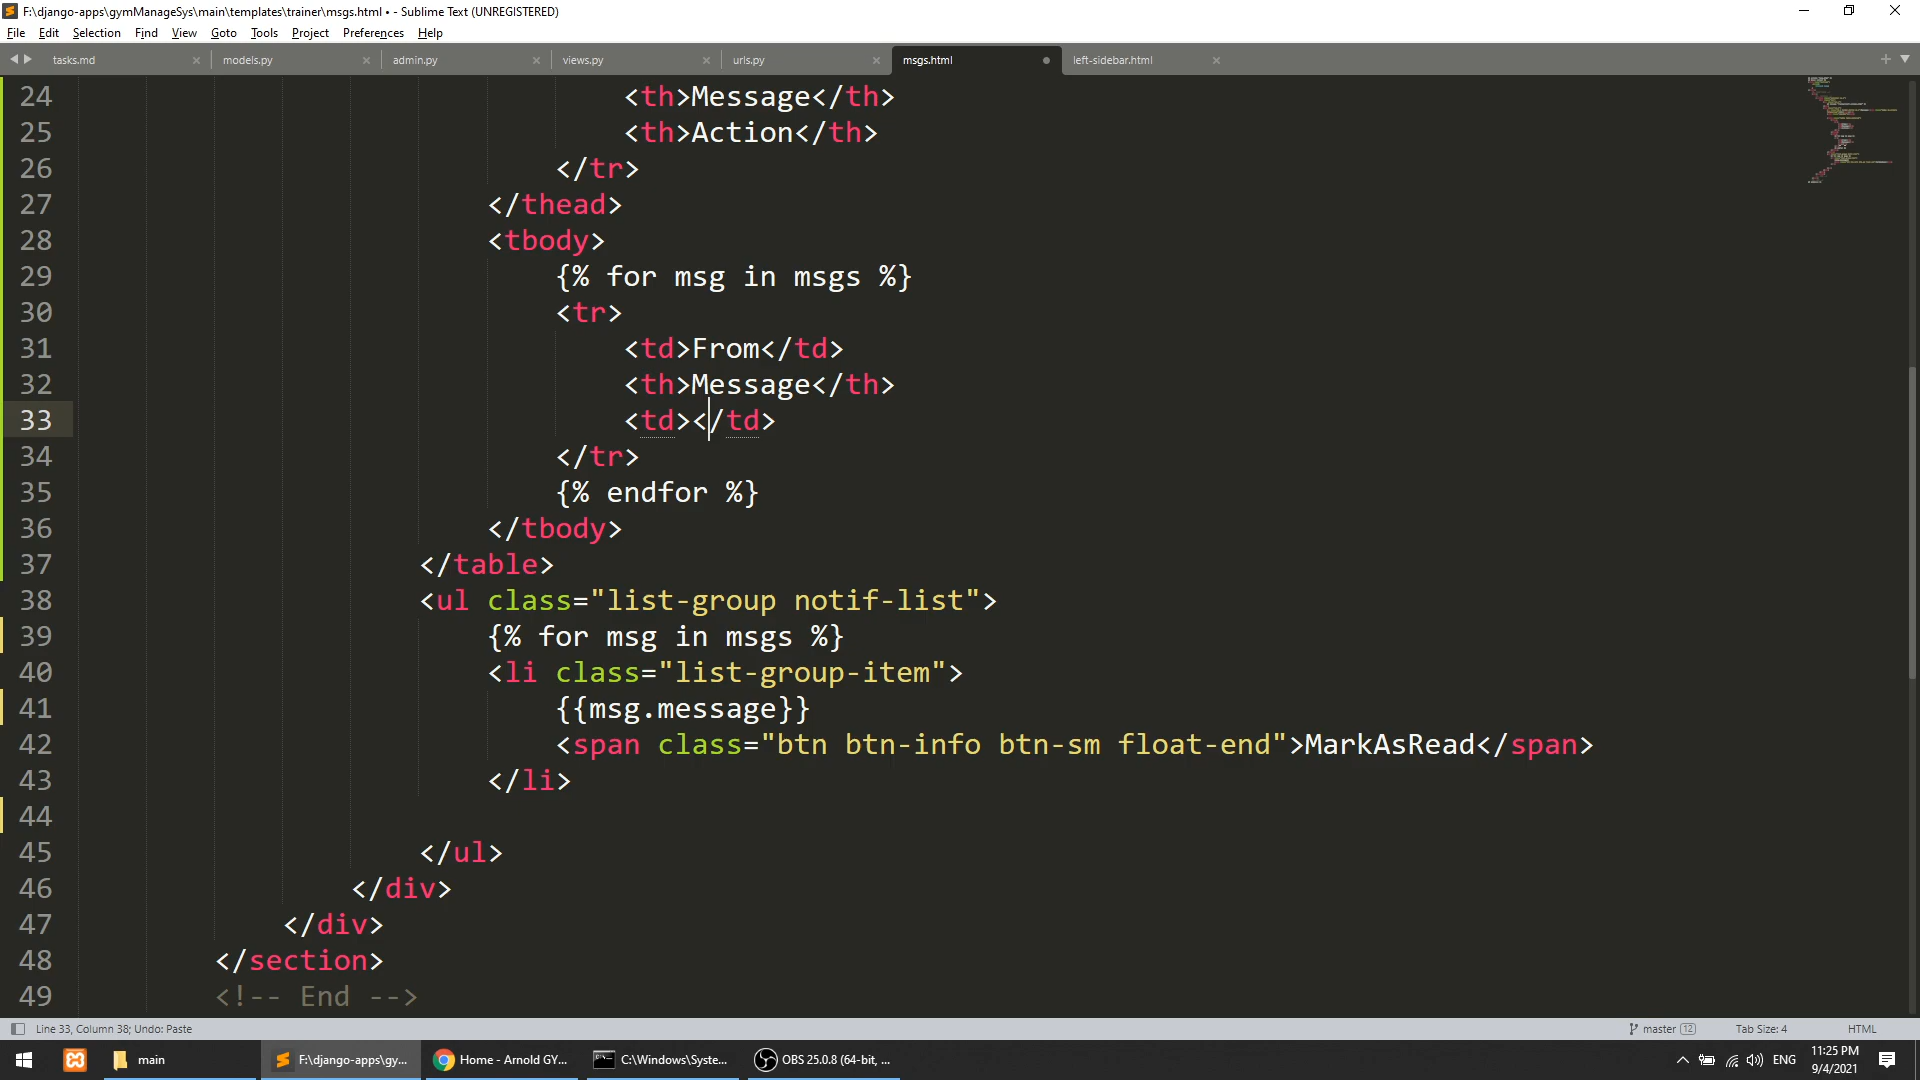 F:\django-apps\gymManageSys\main\templates\trainer\msgs.html • - Sublime Text (UNREGISTERED)
File Edit Selection Find View Goto Tools Project Preferences Help
tasks.md models.py admin.py views.py urls.py msgs.html left-sidebar.html
24 <th>Message</th>
25 <th>Action</th>
26 </tr>
27 </thead>
28 <tbody>
29 {% for msg in msgs %}
30 <tr>
31 <td>From</td>
32 <th>Message</th>
33 <td></td>
34 </tr>
35 {% endfor %}
36 </tbody>
37 </table>
38 <ul class="list-group notif-list">
39 {% for msg in msgs %}
40 <li class="list-group-item">
41 {{msg.message}}
42 <span class="btn btn-info btn-sm float-end">MarkAsRead</span>
43 </li>
44
45 </ul>
46 </div>
47 </div>
48 </section>
49 <!-- End -->
Line 33, Column 38; Undo: Paste master 12 Tab Size: 4 HTML
main F:\django-apps\gy... Home - Arnold GY... C:\Windows\Syste... OBS 25.0.8 (64-bit, ... ENG 11:25 PM
9/4/2021